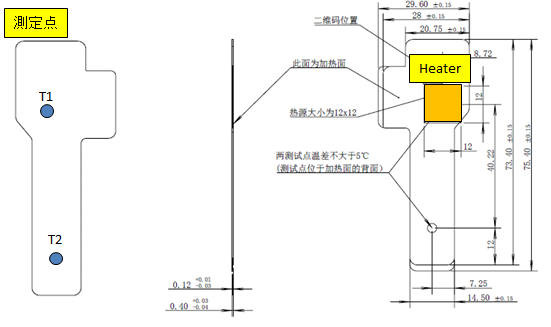 測定点
T1
T2
29.60 ±0.15
28 ±0.15
20.75 ±0.15
二维码位置
8.72
Heater
此面为加热面
热源大小为12x12
12
12
两测试点温差不大于5℃
(测试点位于加热面的背面)
40.22
73.40 ±0.15
75.40 ±0.15
12
7.25
14.50 ±0.15
0.12 +0.01 -0.03
0.40 +0.03 -0.04